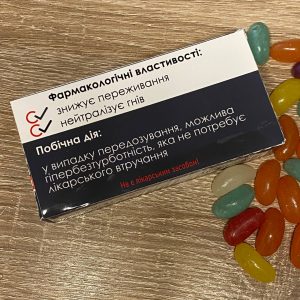 Фармакологічні властивості:
знижує переживання
нейтралізує гнів
Побічна дія:
у випадку передозування, можлива
гіпербезтурботність, яка не потребує
лікарського втручання
Не є лікарським засобом!